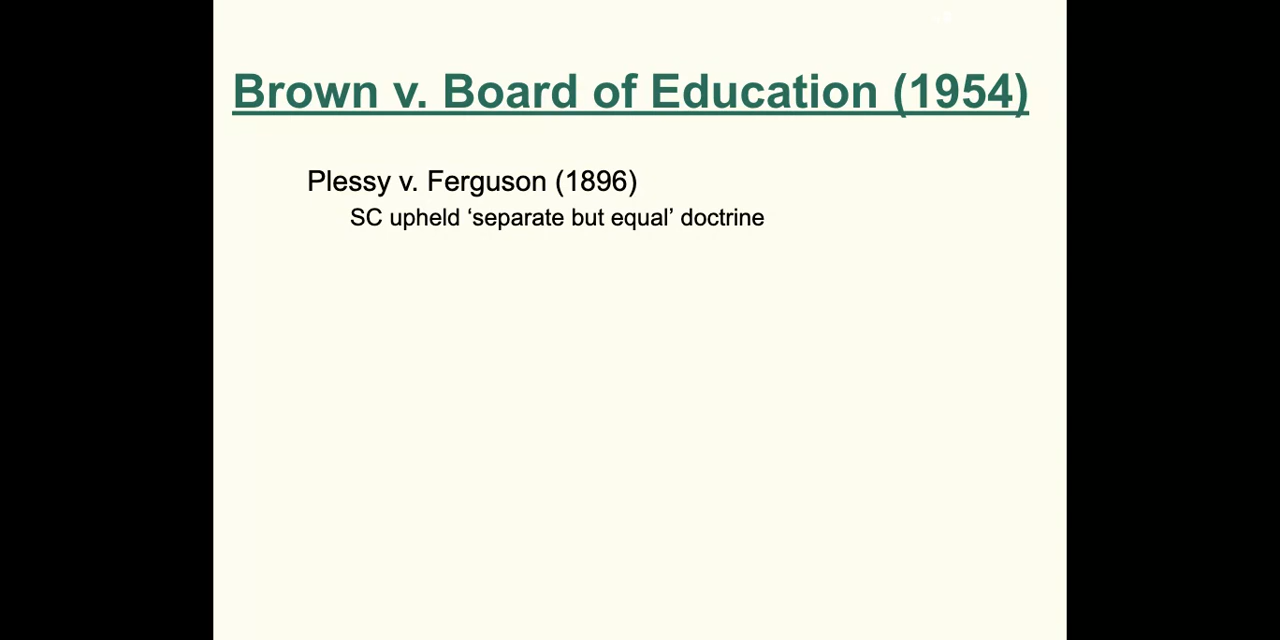 Brown v. Board of Education (1954)
Plessy v. Ferguson (1896)
SC upheld ‘separate but equal’ doctrine